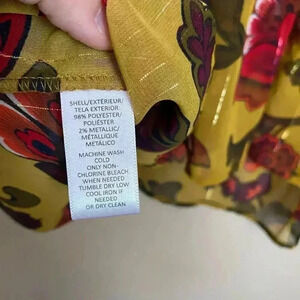 SHELL/EXTÉRIEUR/
TELA EXTERIOR
98% POLYESTER/
POLIÉSTER
2% METALLIC/
MÉTALLIQUE
METÁLICO
MACHINE WASH
COLD
ONLY NON-
CHLORINE BLEACH
WHEN NEEDED
TUMBLE DRY LOW
COOL IRON IF
NEEDED
OR DRY CLEAN